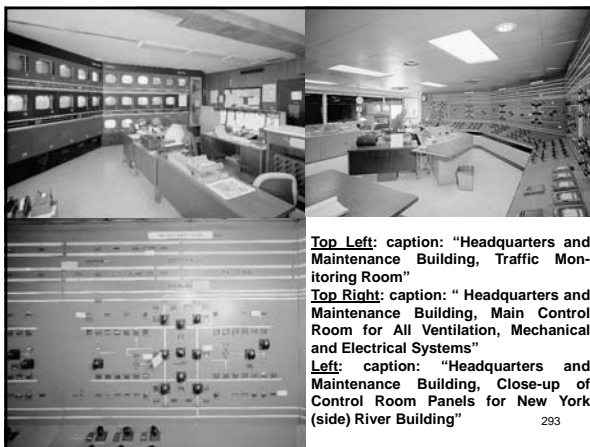 Top Left: caption: “Headquarters and
Maintenance Building, Traffic Mon-
itoring Room”
Top Right: caption: “ Headquarters and
Maintenance Building, Main Control
Room for All Ventilation, Mechanical
and Electrical Systems”
Left: caption: “Headquarters and
Maintenance Building, Close-up of
Control Room Panels for New York
(side) River Building”
293